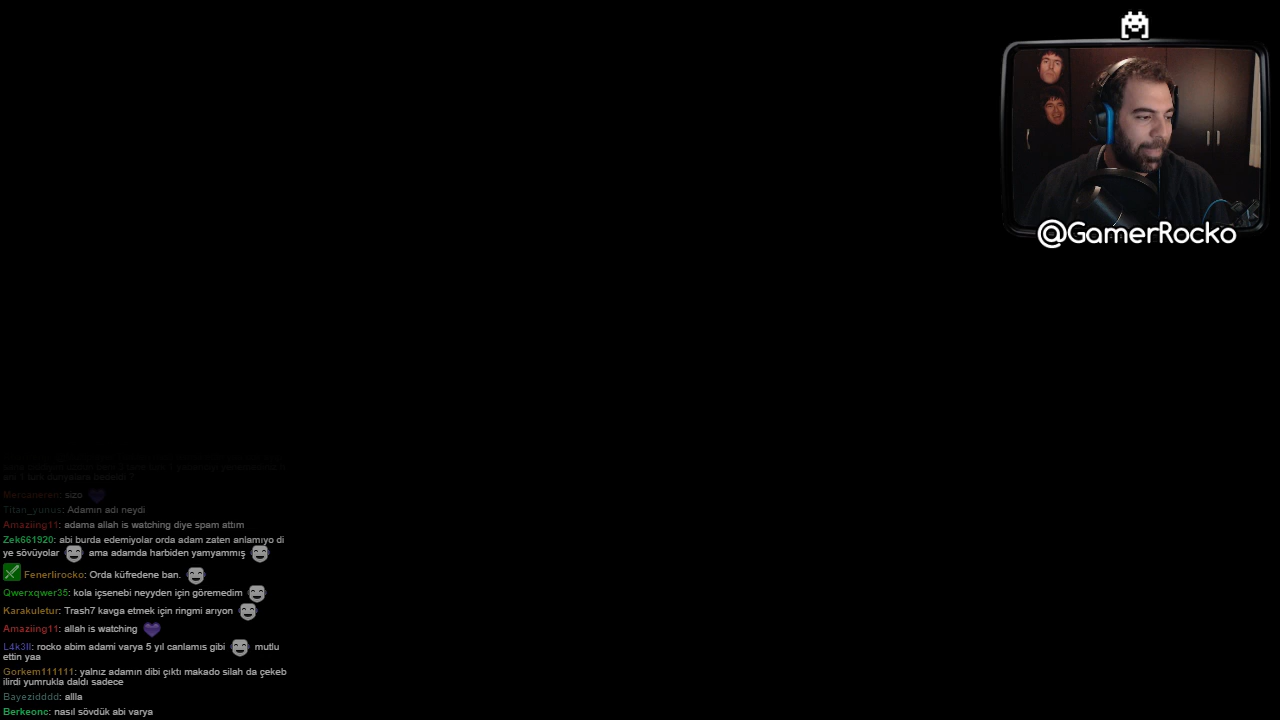 @GamerRocko
sizo
Titan_yunus: Adamın adı neydi
Amaziing11: adama allah is watching diye spam attım
Zek661920: abi burda edemiyolar orda adam zaten anlamıyo di
ye sövüyolar ama adamda harbiden yamyammış
Fenerlirocko: Orda küfredene ban.
Qwerxqwer35: kola içsenebi neyyden için göremedim
Karakuletur: Trash7 kavga etmek için ringmi arıyon
Amaziing11: allah is watching
L4k3ll: rocko abim adami varya 5 yıl canlamıs gibi mutlu
ettin yaa
Gorkem111111: yalnız adamın dibi çıktı makado silah da çekeb
ilirdi yumrukla daldı sadece
Bayezidddd: allla
Berkeonc: nasıl sövdük abi varya